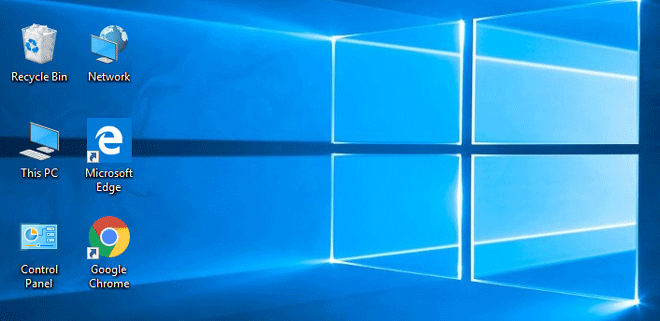 Recycle Bin
Network
This PC
Microsoft
Edge
Control
Panel
Google
Chrome